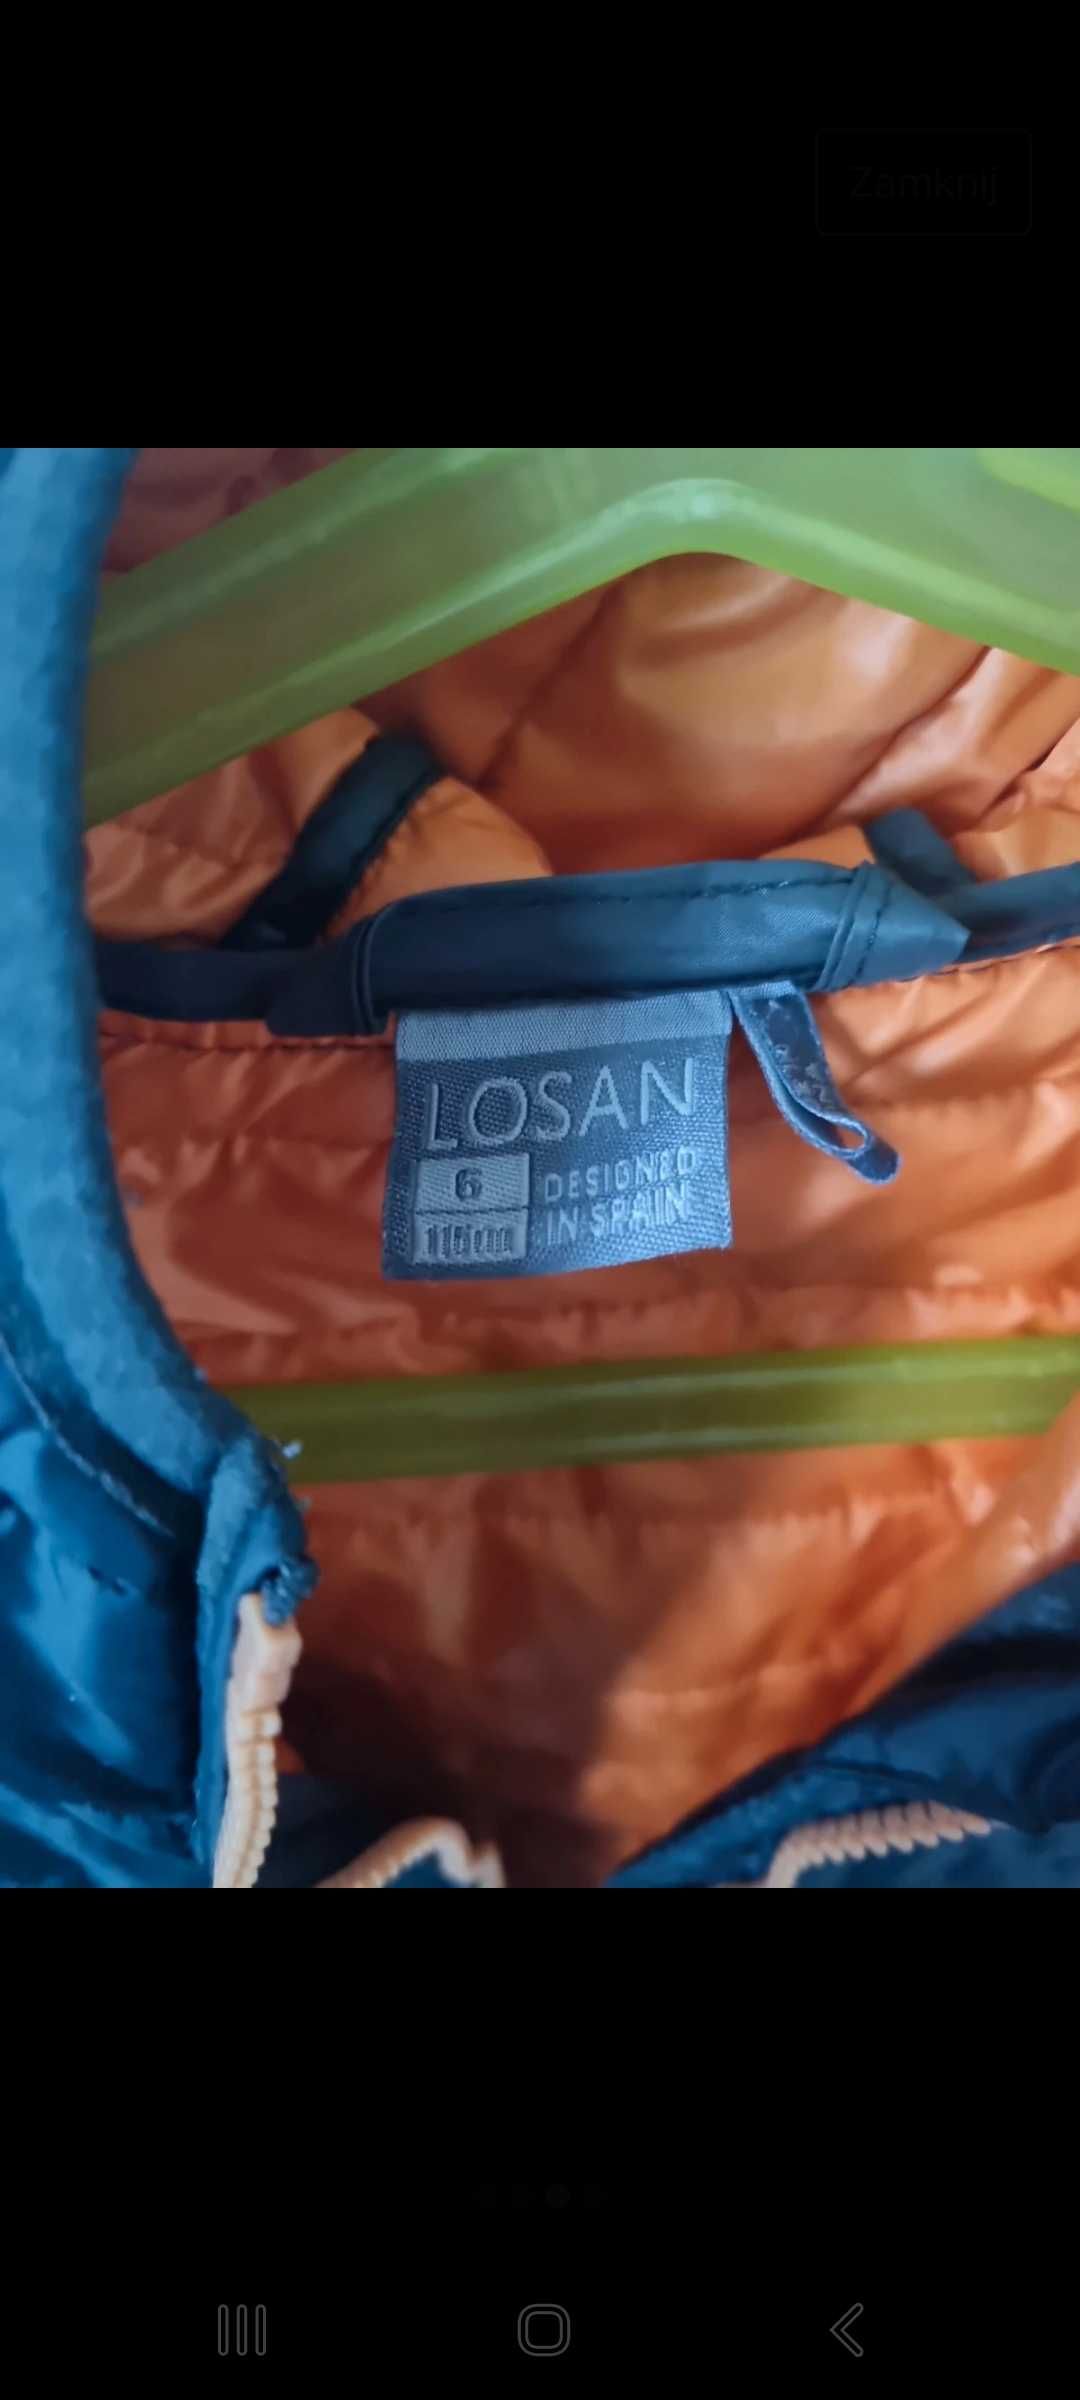 Zamknij
LOSAN
6
DESIGNED
IN SPAIN
116cm